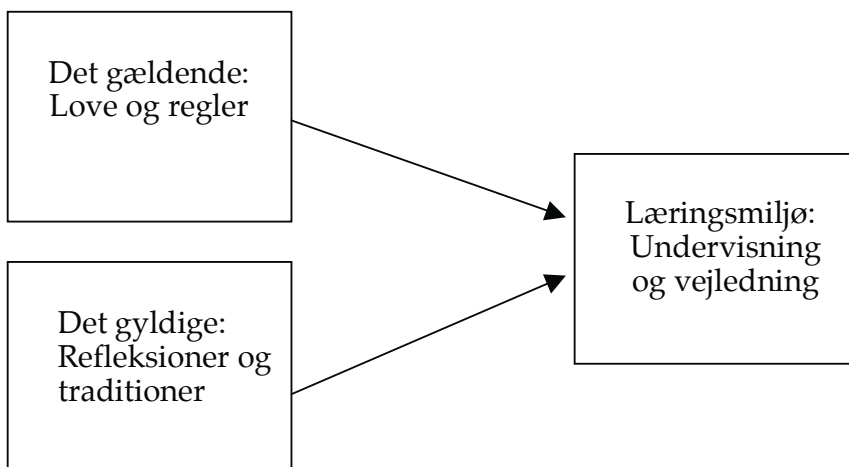 Det gældende:
Love og regler
Læringsmiljø:
Undervisning
og vejledning
Det gyldige:
Refleksioner og
traditioner